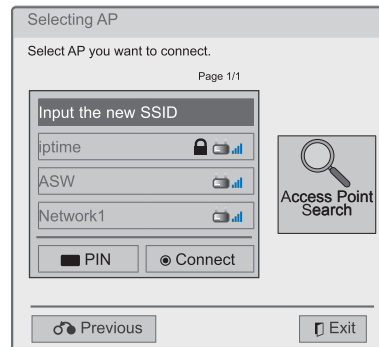 Selecting AP
Select AP you want to connect.
Page 1/1
Input the new SSID
iptime
ASW
Network1
PIN
Connect
Access Point
Search
Previous
Exit